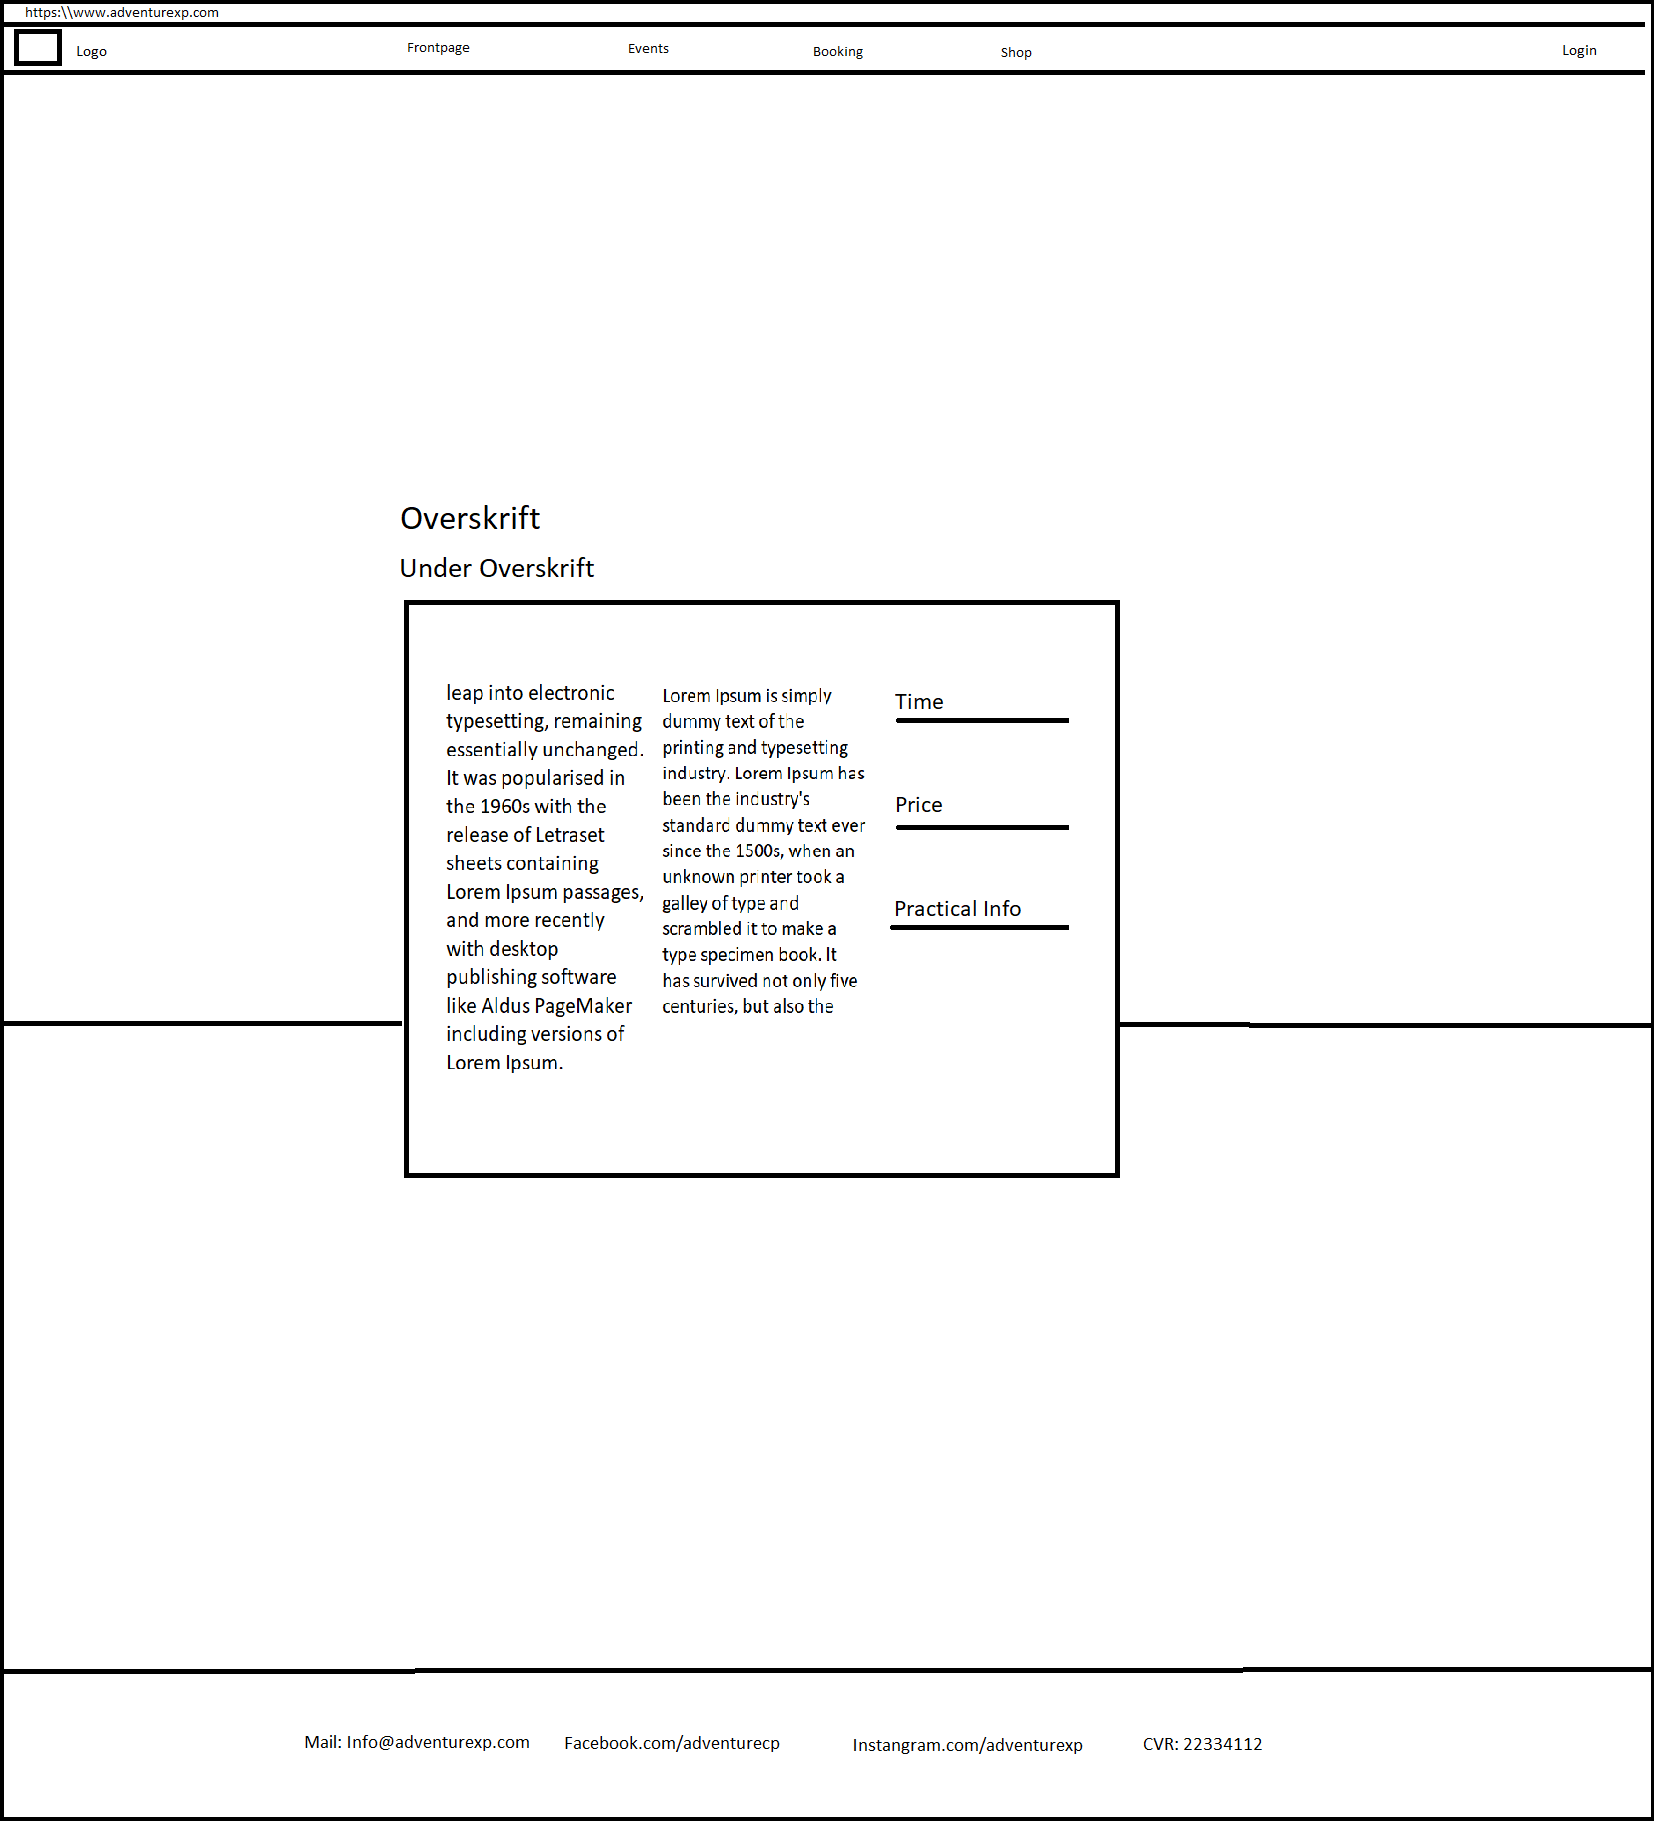 https:\\www.adventurexp.com
Logo
Frontpage
Events
Booking
Shop
Login
Overskrift
Under Overskrift
leap into electronic
typesetting, remaining
essentially unchanged.
It was popularised in
the 1960s with the
release of Letraset
sheets containing
Lorem Ipsum passages,
and more recently
with desktop
publishing software
like Aldus PageMaker
including versions of
Lorem Ipsum.
Lorem Ipsum is simply
dummy text of the
printing and typesetting
industry. Lorem Ipsum has
been the industry's
standard dummy text ever
since the 1500s, when an
unknown printer took a
galley of type and
scrambled it to make a
type specimen book. It
has survived not only five
centuries, but also the
Time
Price
Practical Info
Mail: Info@adventurexp.com
Facebook.com/adventurecp
Instangram.com/adventurexp
CVR: 22334112